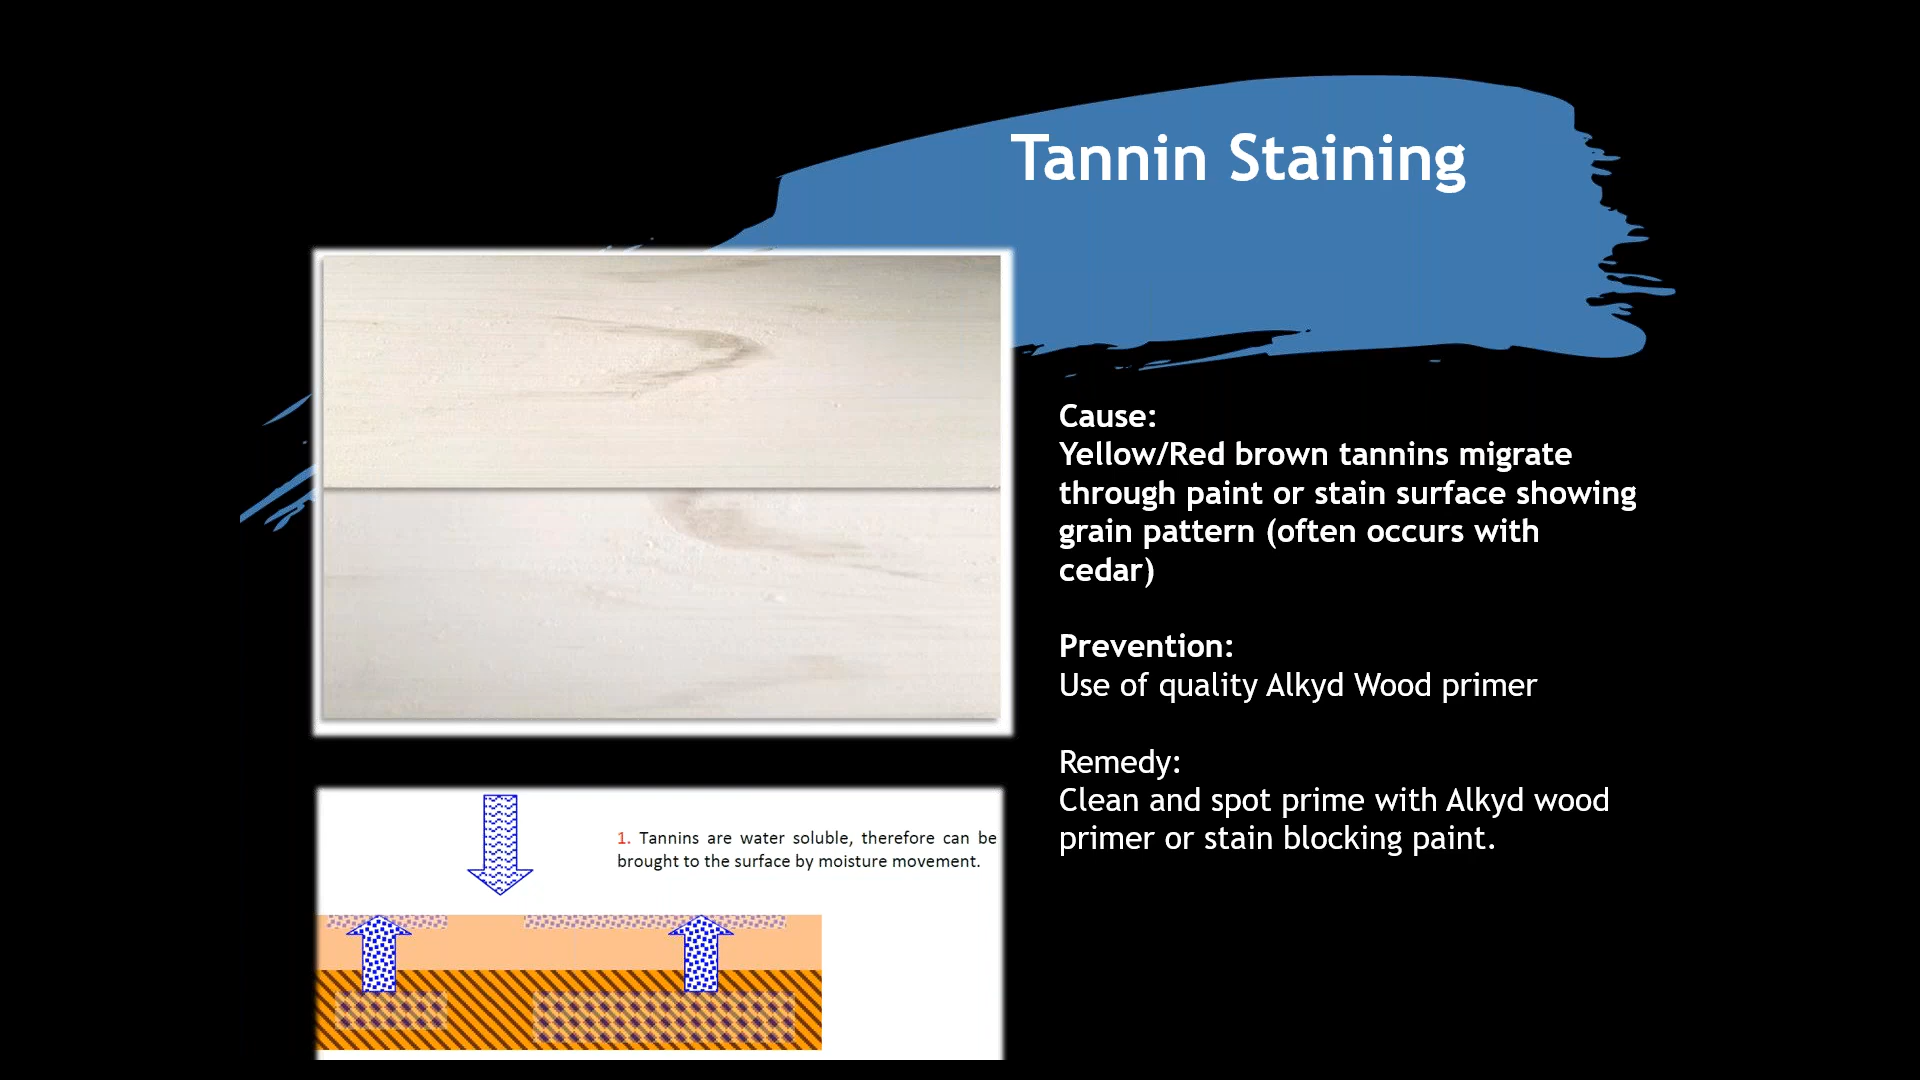 Tannin Staining
Cause:
Yellow/Red brown tannins migrate
through paint or stain surface showing
grain pattern (often occurs with
cedar)
Prevention:
Use of quality Alkyd Wood primer
Remedy:
Clean and spot prime with Alkyd wood
primer or stain blocking paint.
1. Tannins are water soluble, therefore can be
brought to the surface by moisture movement.